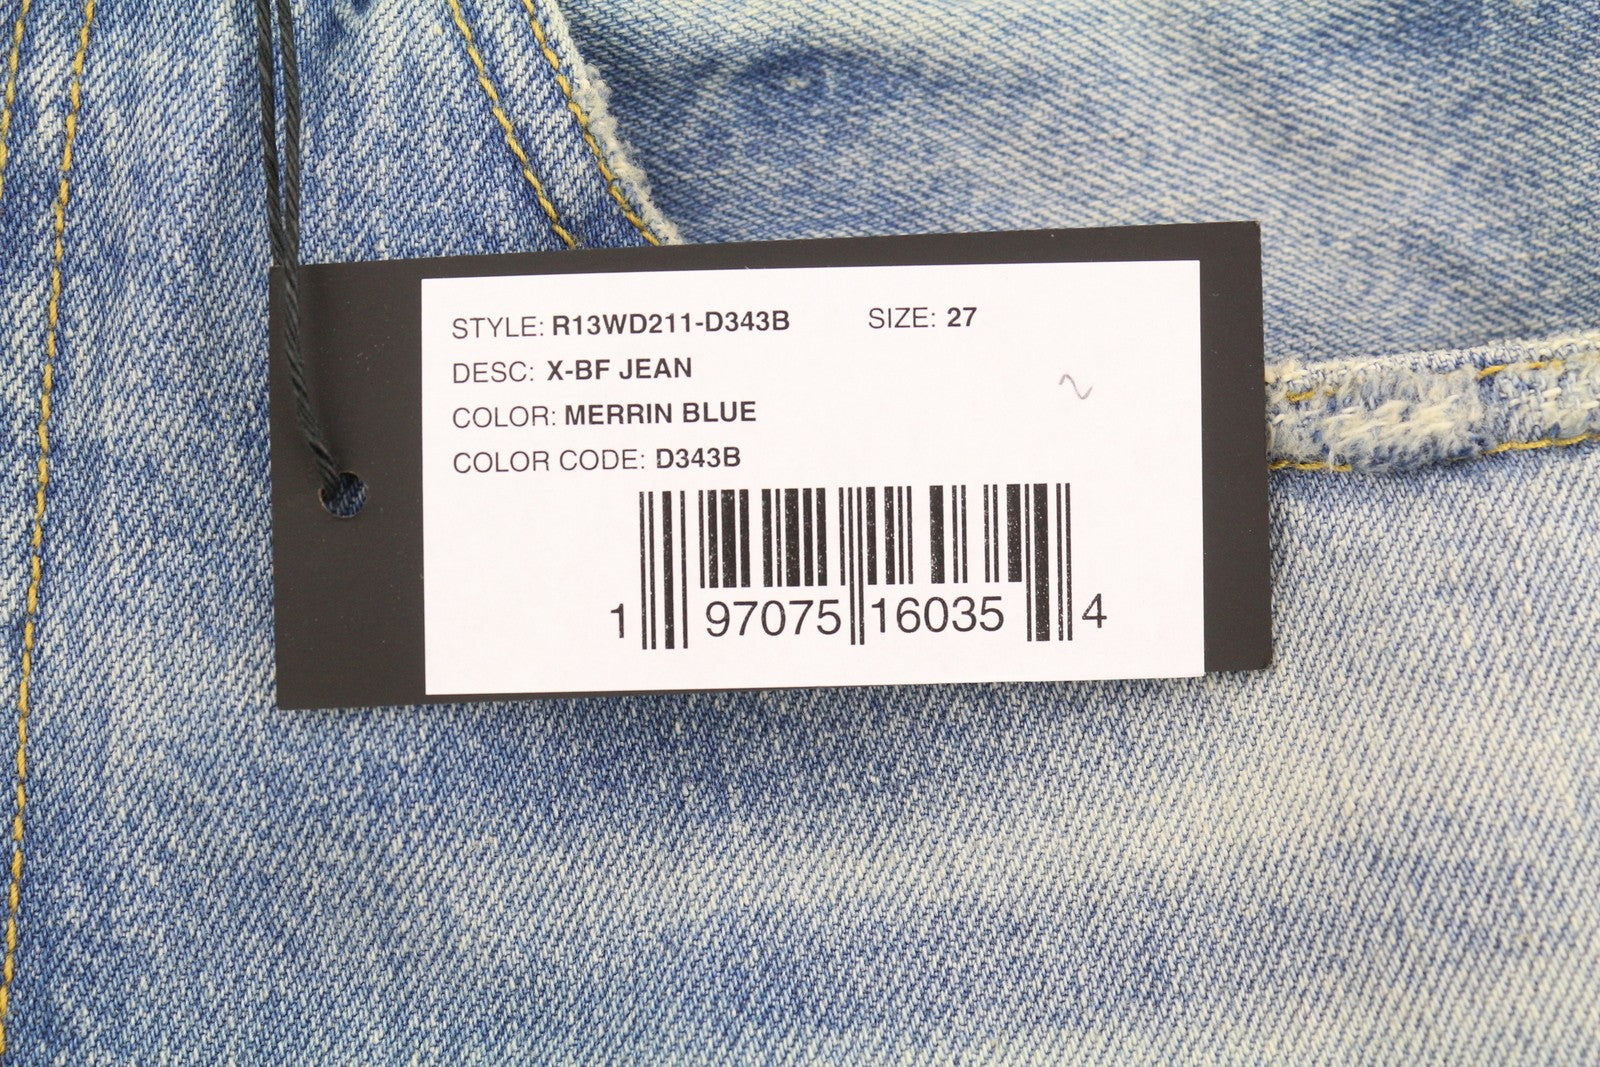 STYLE: R13WD211-D343B SIZE: 27
DESC: X-BF JEAN
COLOR: MERRIN BLUE
COLOR CODE: D343B
1 97075 16035 4